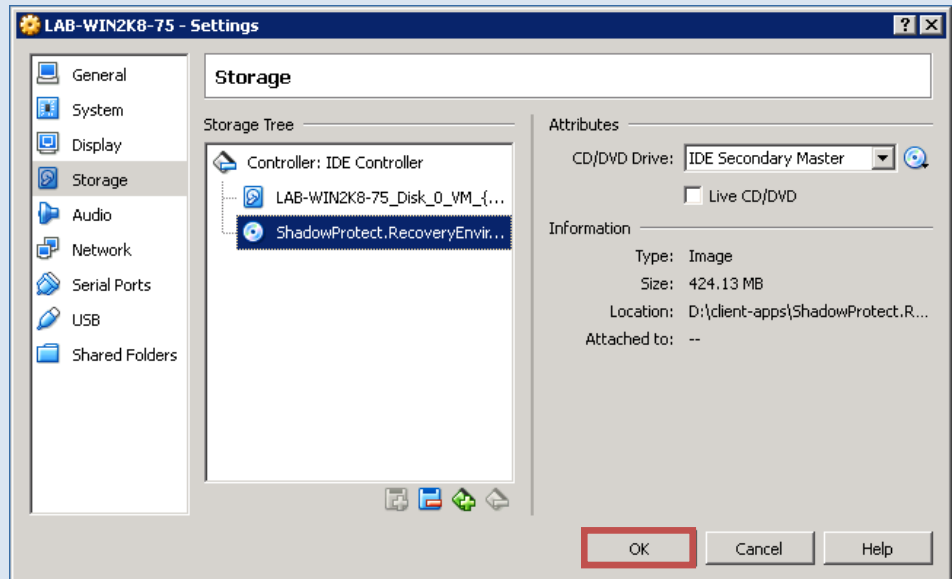 LAB-WIN2K8-75 - Settings
?
General
System
Display
Storage
Audio
Network
Serial Ports
USB
Shared Folders
Storage
Storage Tree
Controller: IDE Controller
LAB-WIN2K8-75_Disk_0_VM_{...
ShadowProtect.RecoveryEnvir...
Attributes
CD/DVD Drive: IDE Secondary Master
Live CD/DVD
Information
Type: Image
Size: 424.13 MB
Location: D:\client-apps\ShadowProtect.R...
Attached to: --
OK Cancel Help